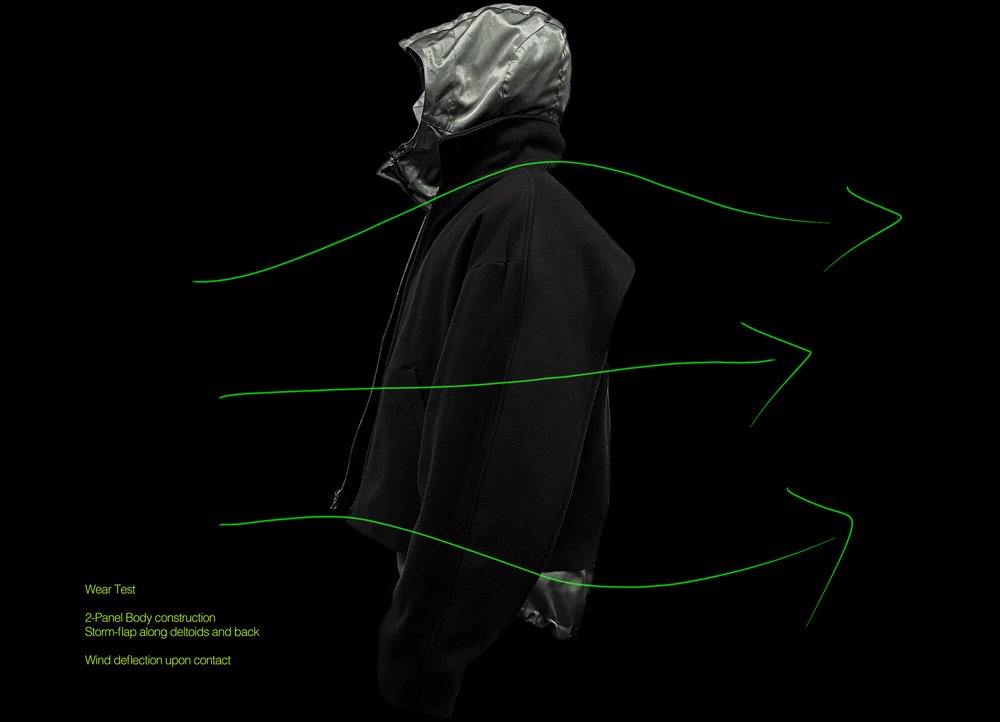 Wear Test
2-Panel Body construction
Storm-flap along deltoids and back
Wind deflection upon contact